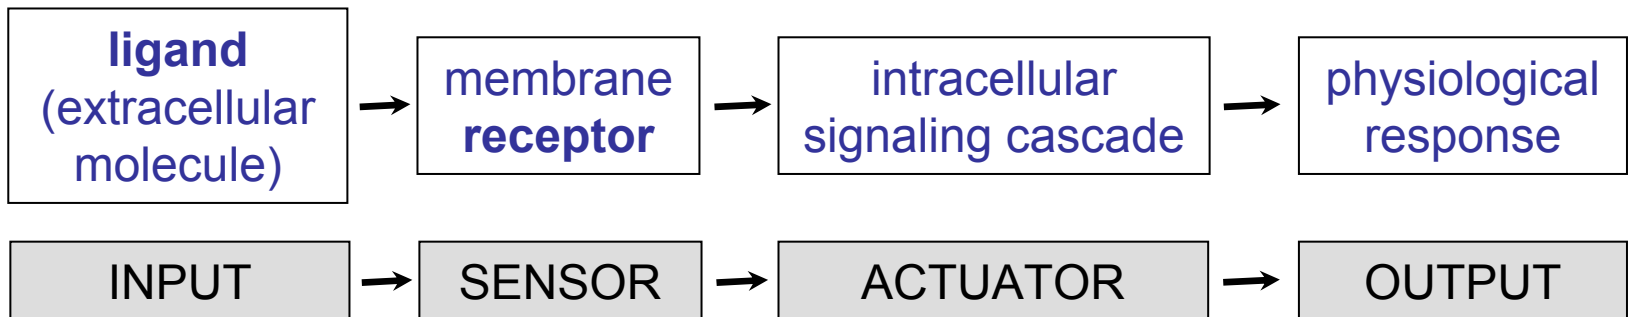 ligand
(extracellular
molecule)
membrane
receptor
intracellular
signaling cascade
physiological
response
INPUT
SENSOR
ACTUATOR
OUTPUT